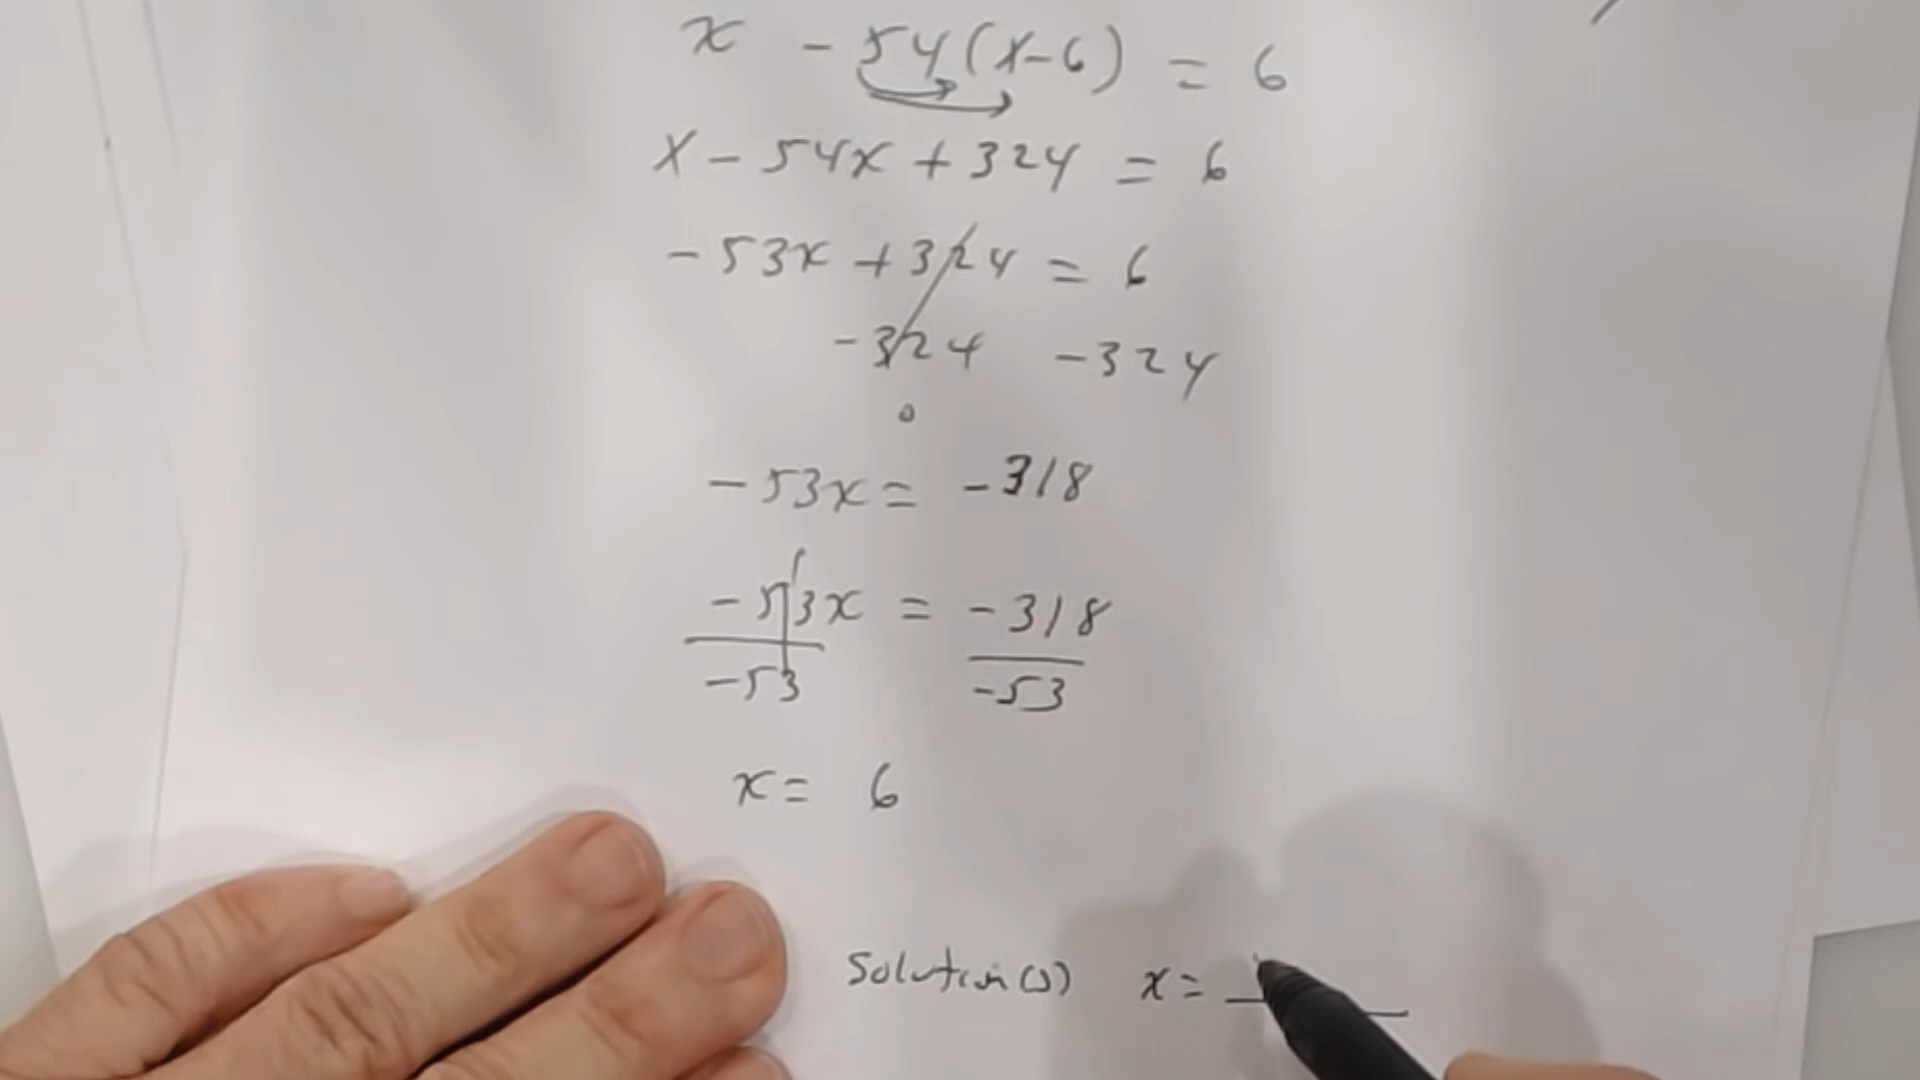 x - 54(x-6) = 6
x - 54x + 324 = 6
-53x + 324 = 6
-324 -324
0
-53x = -318
-53x = -318
-53 -53
x = 6
Solution(s) x =